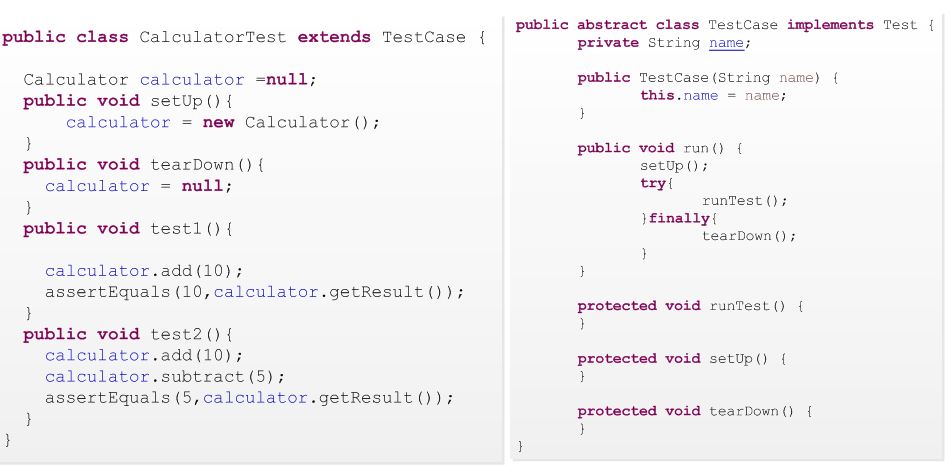 public class CalculatorTest extends TestCase {
Calculator calculator =null;
public void setUp(){
calculator = new Calculator();
}
public void tearDown(){
calculator = null;
}
public void test1(){
calculator.add(10);
assertEquals(10,calculator.getResult());
}
public void test2(){
calculator.add(10);
calculator.subtract(5);
assertEquals(5,calculator.getResult());
}
}
public abstract class TestCase implements Test {
private String name;
public TestCase(String name) {
this.name = name;
}
public void run() {
setUp();
try{
runTest();
}finally{
tearDown();
}
}
protected void runTest() {
}
protected void setUp() {
}
protected void tearDown() {
}
}